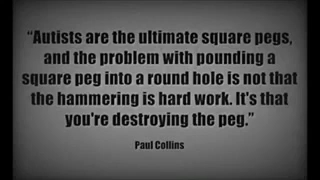 “Autists are the ultimate square pegs,
and the problem with pounding a
square peg into a round hole is not that
the hammering is hard work. It's that
you're destroying the peg.”
Paul Collins